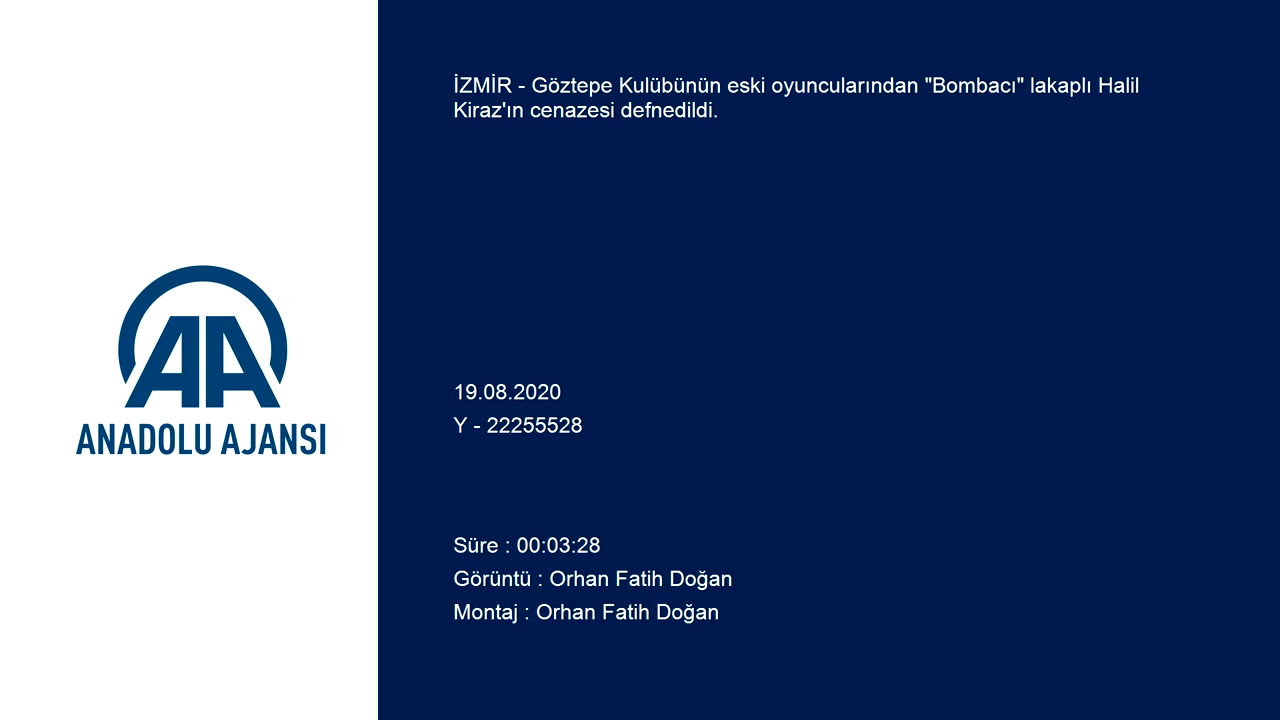 İZMİR - Göztepe Kulübünün eski oyuncularından "Bombacı" lakaplı Halil
Kiraz'ın cenazesi defnedildi.
AA
ANADOLU AJANSI
19.08.2020
Y - 22255528
Süre : 00:03:28
Görüntü : Orhan Fatih Doğan
Montaj : Orhan Fatih Doğan